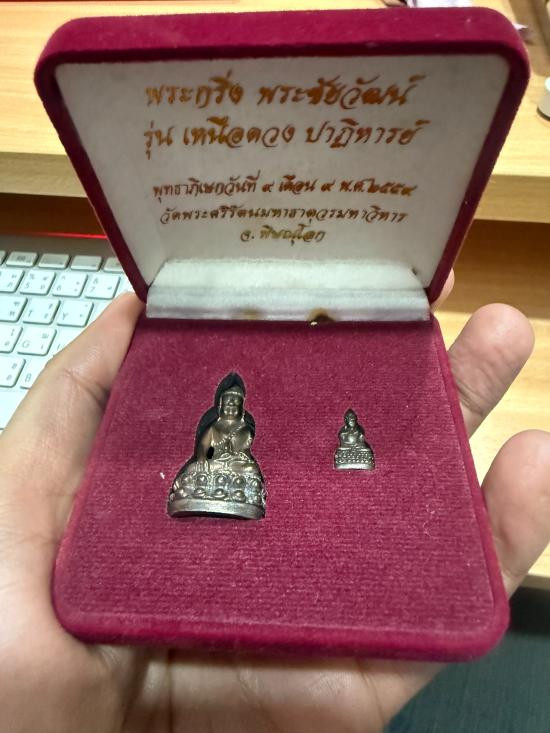 พระกริ่ง พระชัยวัฒน์
รุ่น เหนือดวง ปาฏิหารย์
พุทธาภิเษกวันที่ ๙ เดือน ๙ พ.ศ.๒๕๕๙
วัดพระศรีรัตนมหาธาตุวรมหาวิหาร
จ. พิษณุโลก